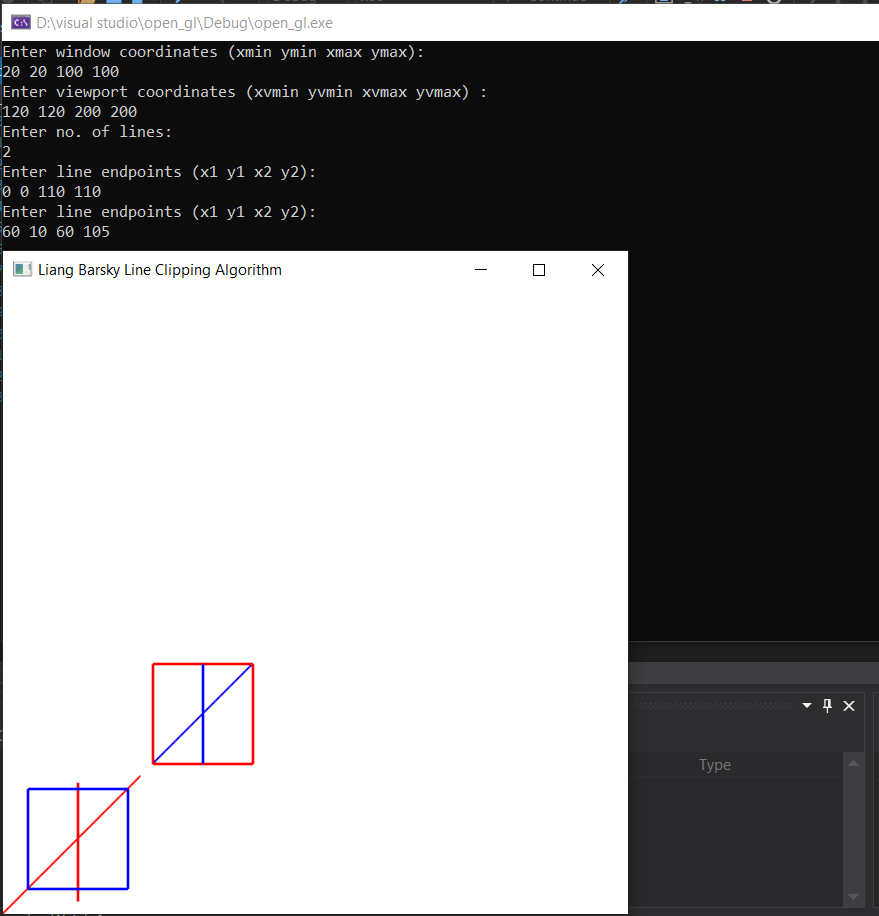 D:\visual studio\open_gl\Debug\open_gl.exe
Enter window coordinates (xmin ymin xmax ymax):
20 20 100 100
Enter viewport coordinates (xvmin yvmin xvmax yvmax) :
120 120 200 200
Enter no. of lines:
2
Enter line endpoints (x1 y1 x2 y2):
0 0 110 110
Enter line endpoints (x1 y1 x2 y2):
60 10 60 105
Liang Barsky Line Clipping Algorithm
Type